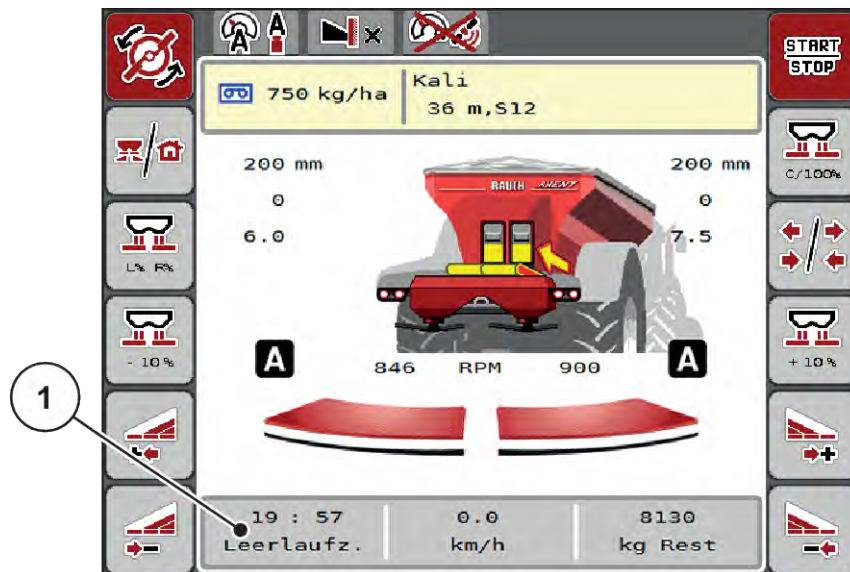 A A
START
STOP
750 kg/ha
Kali
36 m,S12
C/100%
200 mm
200 mm
RAUCH AXENT
0
0
6.0
7.5
L% R%
- 10 %
+ 10 %
A
A
846 RPM 900
1
19 : 57
Leerlaufz.
0.0
km/h
8130
kg Rest